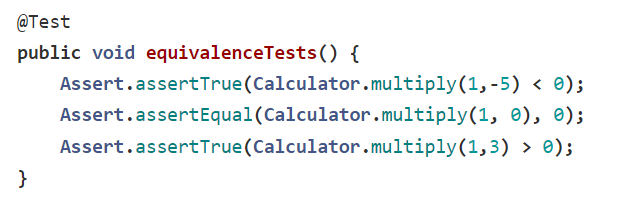 @Test
public void equivalenceTests() {
    Assert.assertTrue(Calculator.multiply(1,-5) < 0);
    Assert.assertEqual(Calculator.multiply(1, 0), 0);
    Assert.assertTrue(Calculator.multiply(1,3) > 0);
}